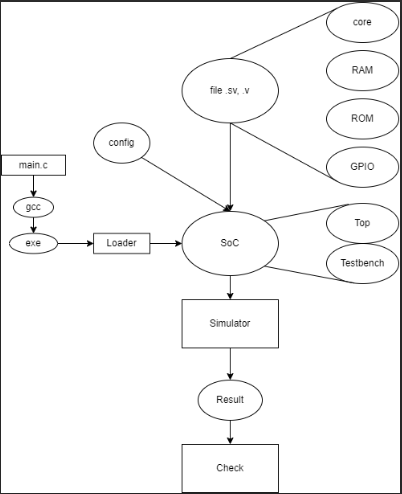 core
file .sv, .v
RAM
ROM
config
main.c
GPIO
gcc
Top
exe
Loader
SoC
Testbench
Simulator
Result
Check